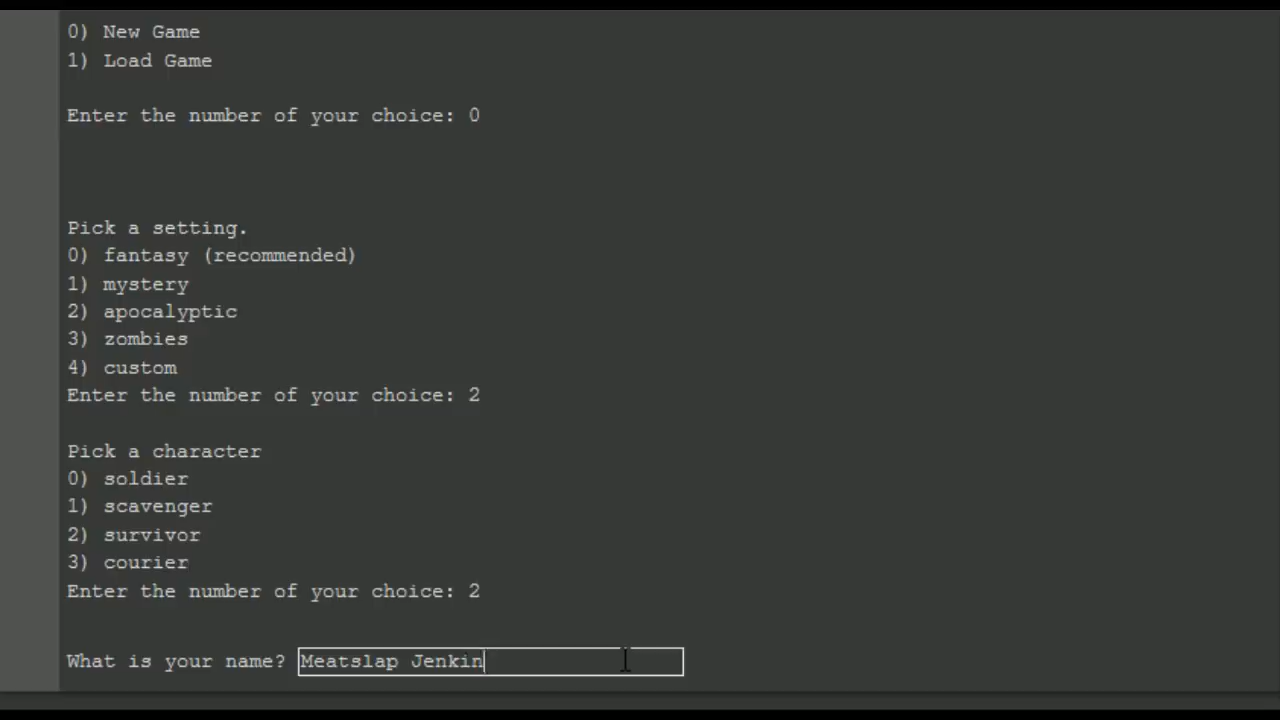 0) New Game
1) Load Game
Enter the number of your choice: 0
Pick a setting.
0) fantasy (recommended)
1) mystery
2) apocalyptic
3) zombies
4) custom
Enter the number of your choice: 2
Pick a character
0) soldier
1) scavenger
2) survivor
3) courier
Enter the number of your choice: 2
What is your name? Meatslap Jenkin